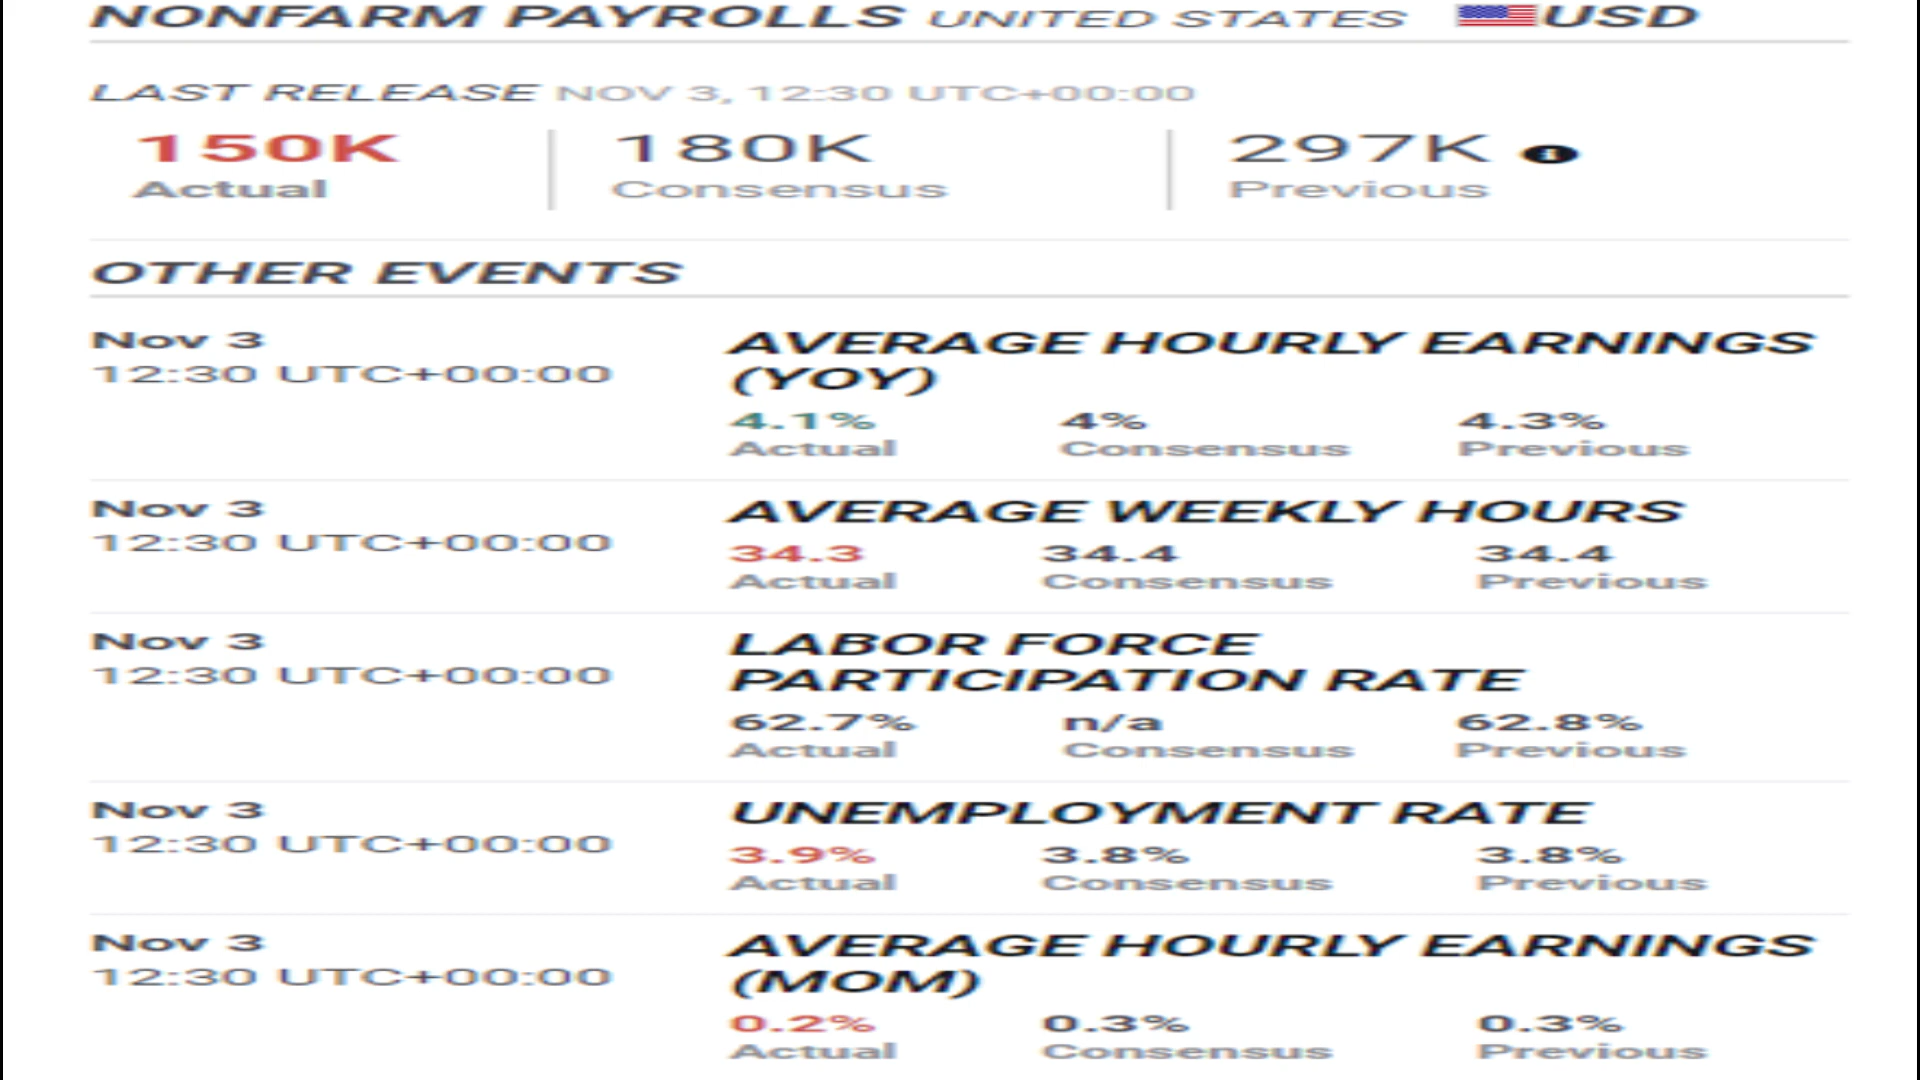 NONFARM PAYROLLS UNITED STATES USD
LAST RELEASE NOV 3, 12:30 UTC+00:00
150K 180K 297K
Actual Consensus Previous
OTHER EVENTS
Nov 3
12:30 UTC+00:00
AVERAGE HOURLY EARNINGS
(YOY)
4.1% 4% 4.3%
Actual Consensus Previous
Nov 3
12:30 UTC+00:00
AVERAGE WEEKLY HOURS
34.3 34.4 34.4
Actual Consensus Previous
Nov 3
12:30 UTC+00:00
LABOR FORCE
PARTICIPATION RATE
62.7% n/a 62.8%
Actual Consensus Previous
Nov 3
12:30 UTC+00:00
UNEMPLOYMENT RATE
3.9% 3.8% 3.8%
Actual Consensus Previous
Nov 3
12:30 UTC+00:00
AVERAGE HOURLY EARNINGS
(MOM)
0.2% 0.3% 0.3%
Actual Consensus Previous